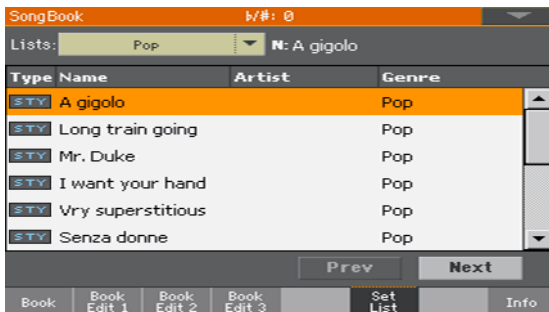 SongBook ♭/#: 0
Lists: Pop N: A gigolo
Type Name Artist Genre
STY A gigolo Pop
STY Long train going Pop
STY Mr. Duke Pop
STY I want your hand Pop
STY Vry superstitious Pop
STY Senza donne Pop
Prev Next
Book Book Edit 1 Book Edit 2 Book Edit 3 Set List Info